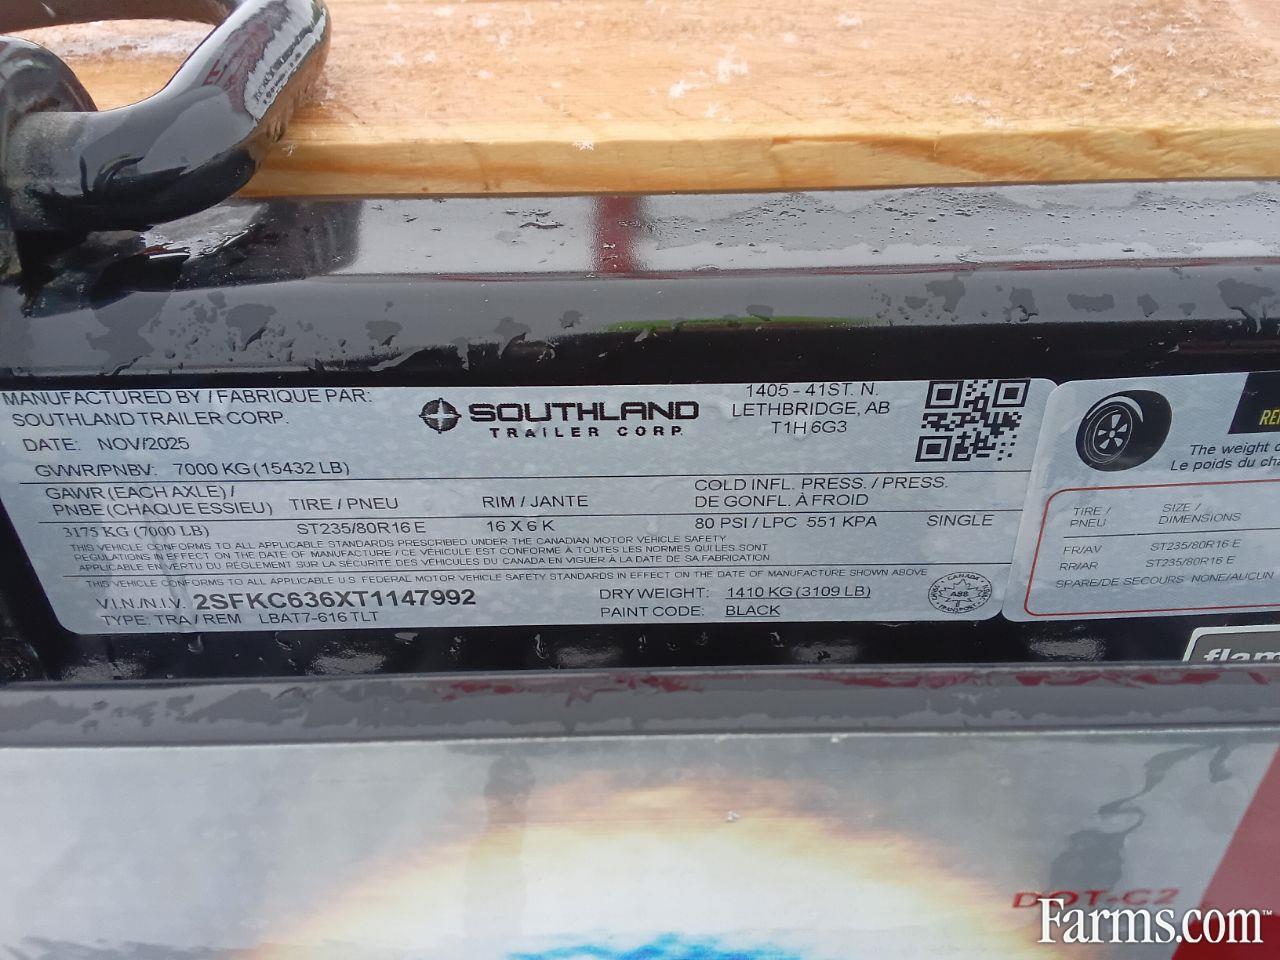 MANUFACTURED BY / FABRIQUE PAR:
SOUTHLAND TRAILER CORP.
DATE: NOV/2025
GVWR/PNBV: 7000 KG (15432 LB)
SOUTHLAND
TRAILER CORP.
1405 - 41ST. N.
LETHBRIDGE, AB
T1H 6G3
GAWR (EACH AXLE) /
PNBE (CHAQUE ESSIEU)
TIRE / PNEU
RIM / JANTE
COLD INFL. PRESS. / PRESS.
DE GONFL. À FROID
3175 KG (7000 LB)
ST235/80R16 E
16 X 6 K
80 PSI / LPC 551 KPA
SINGLE
THIS VEHICLE CONFORMS TO ALL APPLICABLE STANDARDS PRESCRIBED UNDER THE CANADIAN MOTOR VEHICLE SAFETY
REGULATIONS IN EFFECT ON THE DATE OF MANUFACTURE / CE VÉHICULE EST CONFORME À TOUTES LES NORMES QUI LES SONT
APPLICABLE EN VERTU DU RÈGLEMENT SUR LA SÉCURITÉ DES VÉHICULES DU CANADA EN VIGUER À LA DATE DE SA FABRICATION
THIS VEHICLE CONFORMS TO ALL APPLICABLE U.S. FEDERAL MOTOR VEHICLE SAFETY STANDARDS IN EFFECT ON THE DATE OF MANUFACTURE SHOWN ABOVE
V.I.N./N.I.V. 2SFKC636XT1147992
TYPE: TRA / REM LBAT7-616 TLT
DRY WEIGHT: 1410 KG (3109 LB)
PAINT CODE: BLACK
CANADA
TRANSPORT
The weight
Le poids du
TIRE /
PNEU
SIZE /
DIMENSIONS
FR/AV ST235/80R16 E
RR/AR ST235/80R16 E
SPARE/DE SECOURS NONE/AUCUN
flam
DOT-C2
Farms.com™